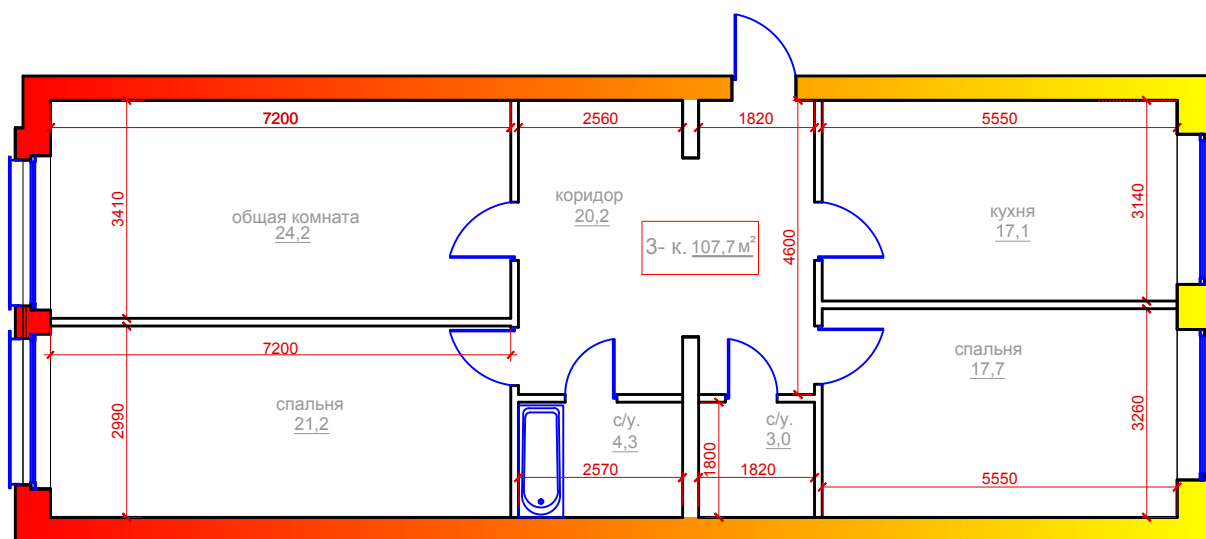 7200
2560
1820
5550
3410
общая комната
24,2
коридор
20,2
3- к. 107,7 м²
4600
кухня
17,1
3140
7200
спальня
21,2
2990
с/у.
4,3
2570
с/у.
3,0
1800
1820
спальня
17,7
3260
5550